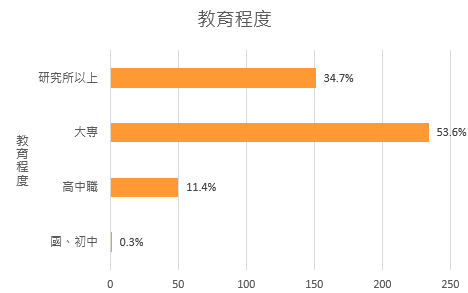 教育程度
研究所以上
34.7%
大專
53.6%
高中職
11.4%
國、初中
0.3%
教育程度
0 50 100 150 200 250